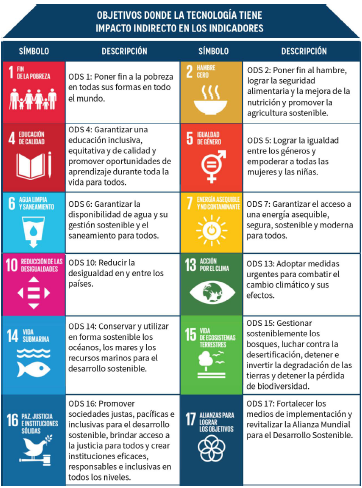 OBJETIVOS DONDE LA TECNOLOGÍA TIENE
IMPACTO INDIRECTO EN LOS INDICADORES
SÍMBOLO
DESCRIPCIÓN
SÍMBOLO
DESCRIPCIÓN
1 FIN
DE LA POBREZA
ODS 1: Poner fin a la pobreza
en todas sus formas en todo
el mundo.
2 HAMBRE
CERO
ODS 2: Poner fin al hambre,
lograr la seguridad
alimentaria y la mejora de la
nutrición y promover la
agricultura sostenible.
4 EDUCACIÓN
DE CALIDAD
ODS 4: Garantizar una
educación inclusiva,
equitativa y de calidad y
promover oportunidades de
aprendizaje durante toda la
vida para todos.
5 IGUALDAD
DE GÉNERO
ODS 5: Lograr la igualdad
entre los géneros y
empoderar a todas las
mujeres y las niñas.
6 AGUA LIMPIA
Y SANEAMIENTO
ODS 6: Garantizar la
disponibilidad de agua y su
gestión sostenible y el
saneamiento para todos.
7 ENERGÍA ASEQUIBLE
Y NO CONTAMINANTE
ODS 7: Garantizar el acceso a
una energía asequible,
segura, sostenible y moderna
para todos.
10 REDUCCIÓN DE LAS
DESIGUALDADES
ODS 10: Reducir la
desigualdad en y entre los
países.
13 ACCIÓN
POR EL CLIMA
ODS 13: Adoptar medidas
urgentes para combatir el
cambio climático y sus
efectos.
14 VIDA
SUBMARINA
ODS 14: Conservar y utilizar
en forma sostenible los
océanos, los mares y los
recursos marinos para el
desarrollo sostenible.
15 VIDA
DE ECOSISTEMAS
TERRESTRES
ODS 15: Gestionar
sosteniblemente los
bosques, luchar contra la
desertificación, detener e
invertir la degradación de las
tierras y detener la pérdida
de biodiversidad.
16 PAZ, JUSTICIA
E INSTITUCIONES
SÓLIDAS
ODS 16: Promover
sociedades justas, pacíficas e
inclusivas para el desarrollo
sostenible, brindar acceso a
la justicia para todos y crear
instituciones eficaces,
responsables e inclusivas en
todos los niveles.
17 ALIANZAS PARA
LOGRAR
LOS OBJETIVOS
ODS 17: Fortalecer los
medios de implementación y
revitalizar la Alianza Mundial
para el Desarrollo Sostenible.